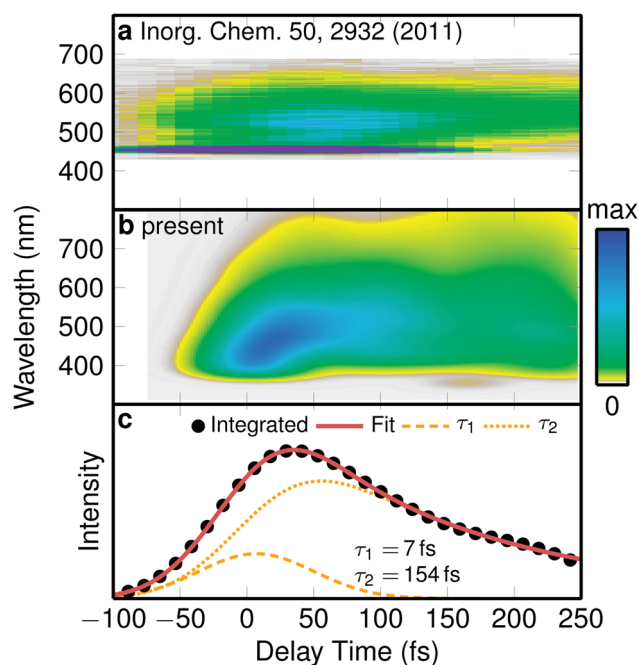 a Inorg. Chem. 50, 2932 (2011)
700
600
500
400
b present
700
600
500
400
Wavelength (nm)
max
0
c
Integrated Fit τ₁ τ₂
Intensity
τ₁ = 7 fs
τ₂ = 154 fs
−100 −50 0 50 100 150 200 250
Delay Time (fs)